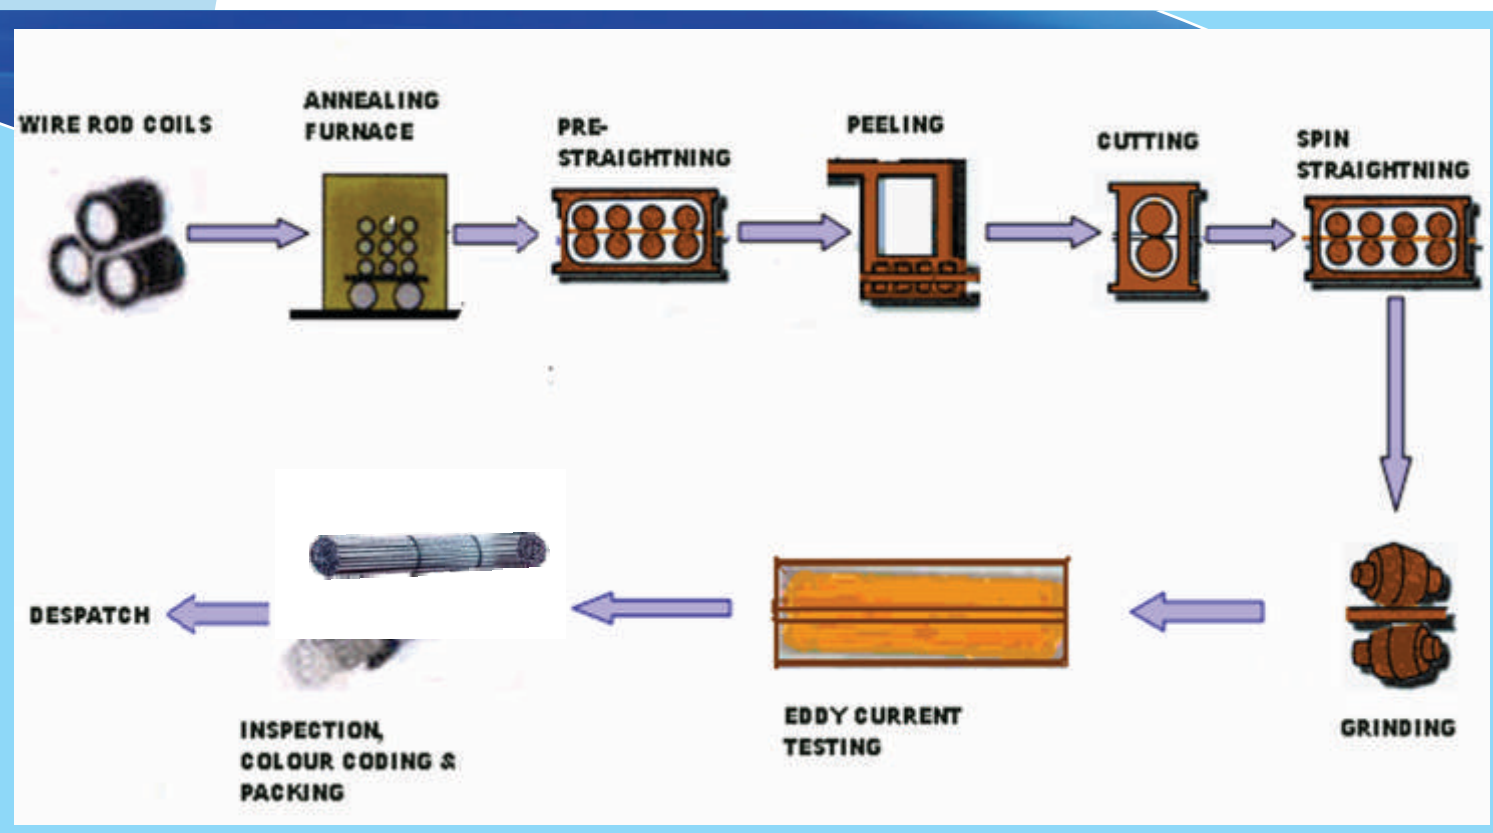 WIRE ROD COILS
ANNEALING
FURNACE
PRE-
STRAIGHTNING
PEELING
CUTTING
SPIN
STRAIGHTNING
GRINDING
EDDY CURRENT
TESTING
INSPECTION,
COLOUR CODING &
PACKING
DESPATCH